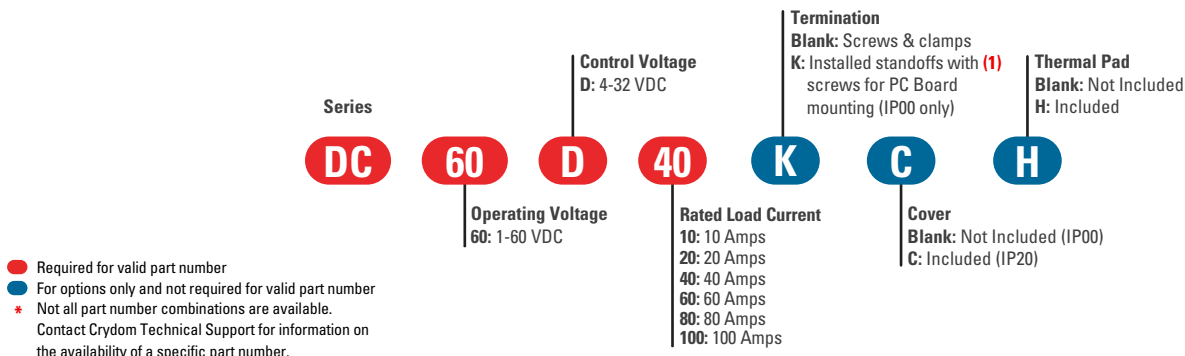 Termination
Blank: Screws & clamps
K: Installed standoffs with (1)
screws for PC Board
mounting (IP00 only)
Control Voltage
D: 4-32 VDC
Thermal Pad
Blank: Not Included
H: Included
Series
DC 60 D 40 K C H
Operating Voltage
60: 1-60 VDC
Rated Load Current
10: 10 Amps
20: 20 Amps
40: 40 Amps
60: 60 Amps
80: 80 Amps
100: 100 Amps
Cover
Blank: Not Included (IP00)
C: Included (IP20)
Required for valid part number
For options only and not required for valid part number
* Not all part number combinations are available.
Contact Crydom Technical Support for information on
the availability of a specific part number.